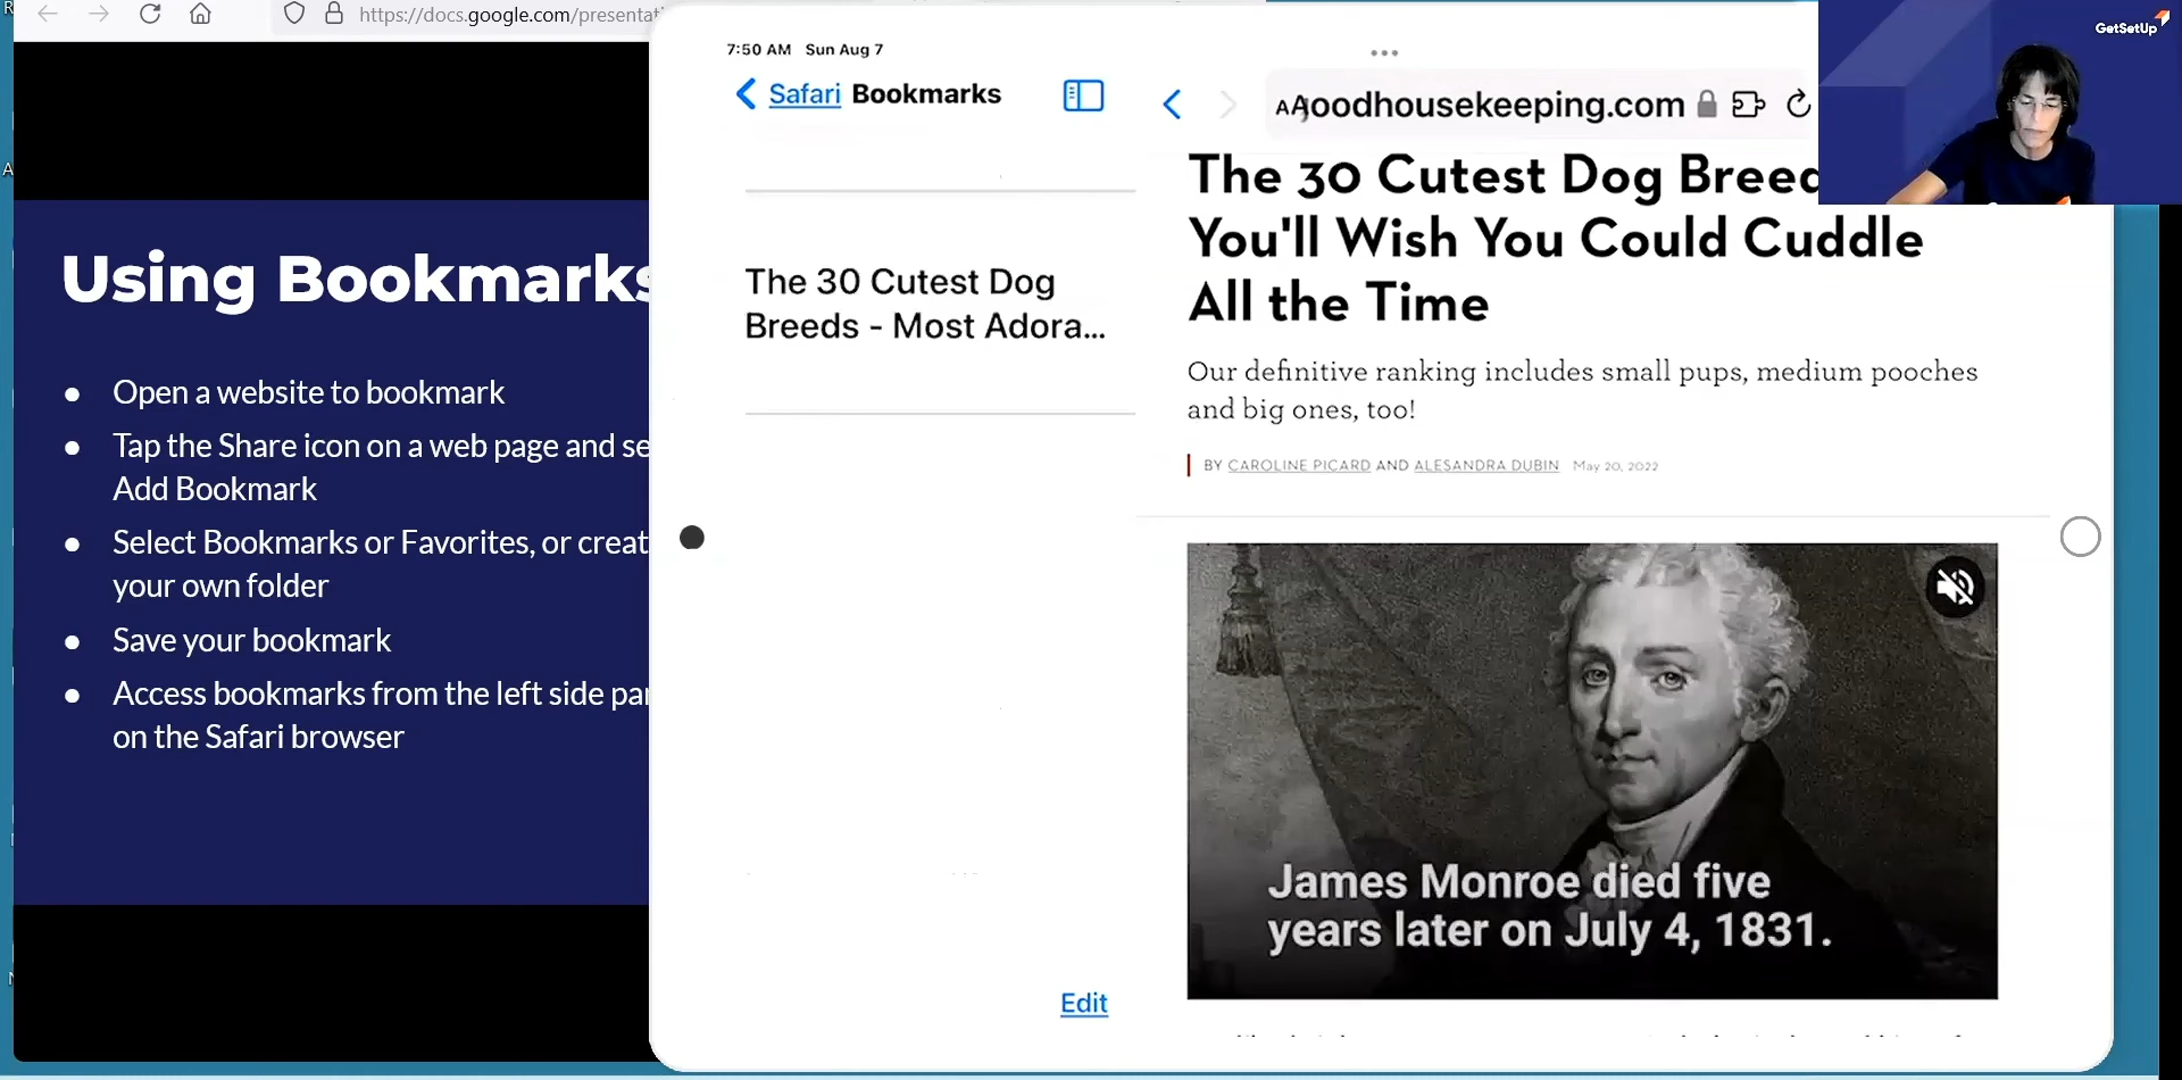 https://docs.google.com/presentati
GetSetUp
Using Bookmarks
Open a website to bookmark
Tap the Share icon on a web page and se
Add Bookmark
Select Bookmarks or Favorites, or creat
your own folder
Save your bookmark
Access bookmarks from the left side pan
on the Safari browser
7:50 AM Sun Aug 7
Safari Bookmarks
The 30 Cutest Dog
Breeds - Most Adora...
Edit
AA oodhousekeeping.com
The 30 Cutest Dog Breed
You'll Wish You Could Cuddle
All the Time
Our definitive ranking includes small pups, medium pooches
and big ones, too!
BY CAROLINE PICARD AND ALESANDRA DUBIN May 20, 2022
James Monroe died five
years later on July 4, 1831.